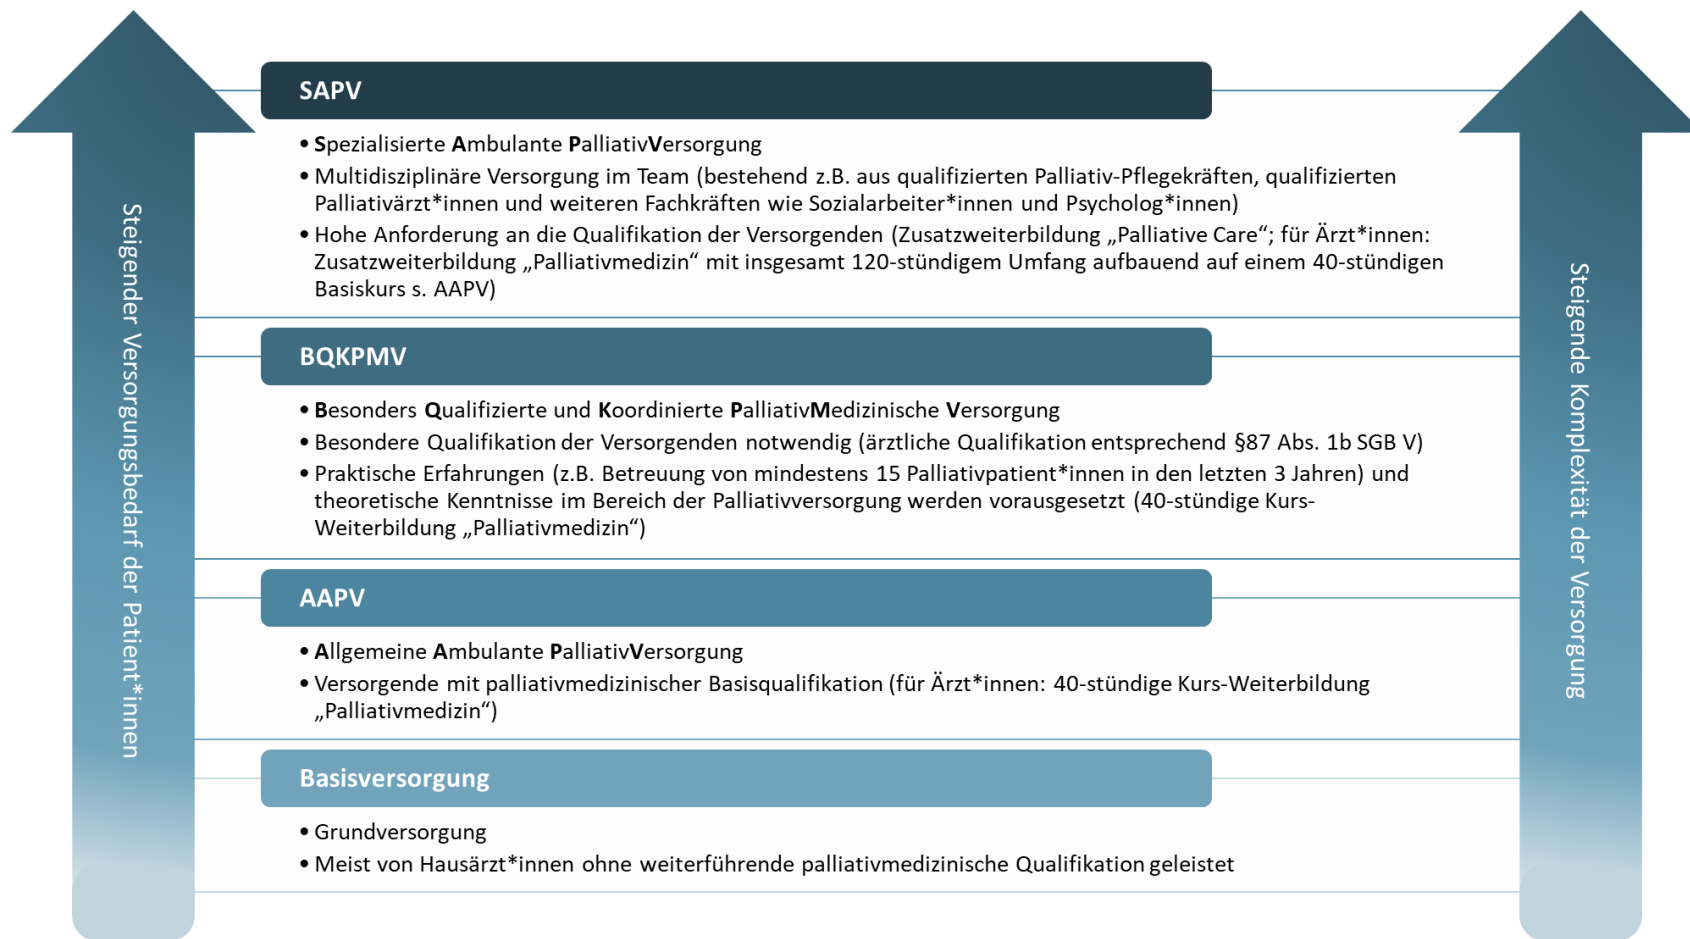 Steigender Versorgungsbedarf der Patient*innen
SAPV
• Spezialisierte Ambulante PalliativVersorgung
• Multidisziplinäre Versorgung im Team (bestehend z.B. aus qualifizierten Palliativ-Pflegekräften, qualifizierten
Palliativärzt*innen und weiteren Fachkräften wie Sozialarbeiter*innen und Psycholog*innen)
• Hohe Anforderung an die Qualifikation der Versorgenden (Zusatzweiterbildung „Palliative Care“; für Ärzt*innen:
Zusatzweiterbildung „Palliativmedizin“ mit insgesamt 120-stündigem Umfang aufbauend auf einem 40-stündigen
Basiskurs s. AAPV)
BQKPMV
• Besonders Qualifizierte und Koordinierte PalliativMedizinische Versorgung
• Besondere Qualifikation der Versorgenden notwendig (ärztliche Qualifikation entsprechend §87 Abs. 1b SGB V)
• Praktische Erfahrungen (z.B. Betreuung von mindestens 15 Palliativpatient*innen in den letzten 3 Jahren) und
theoretische Kenntnisse im Bereich der Palliativversorgung werden vorausgesetzt (40-stündige Kurs-
Weiterbildung „Palliativmedizin“)
AAPV
• Allgemeine Ambulante PalliativVersorgung
• Versorgende mit palliativmedizinischer Basisqualifikation (für Ärzt*innen: 40-stündige Kurs-Weiterbildung
„Palliativmedizin“)
Basisversorgung
• Grundversorgung
• Meist von Hausärzt*innen ohne weiterführende palliativmedizinische Qualifikation geleistet
Steigende Komplexität der Versorgung